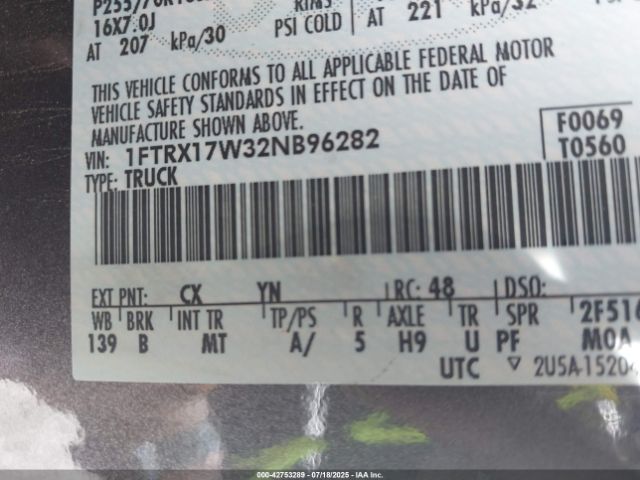 16X7.0J PSI COLD
AT 207 kPa/30 AT 221 kPa/32
THIS VEHICLE CONFORMS TO ALL APPLICABLE FEDERAL MOTOR
VEHICLE SAFETY STANDARDS IN EFFECT ON THE DATE OF
MANUFACTURE SHOWN ABOVE.
VIN: 1FTRX17W32NB96282
F0069
T0560
TYPE: TRUCK
EXT PNT: CX YN RC: 48 DSO:
WB BRK INT TR TP/PS R AXLE TR SPR 2F516
139 B MT A/ 5 H9 U PF MOA
UTC ▽ 2U5A-15204
000-42753289 | 07/18/2025 - IAA Inc.